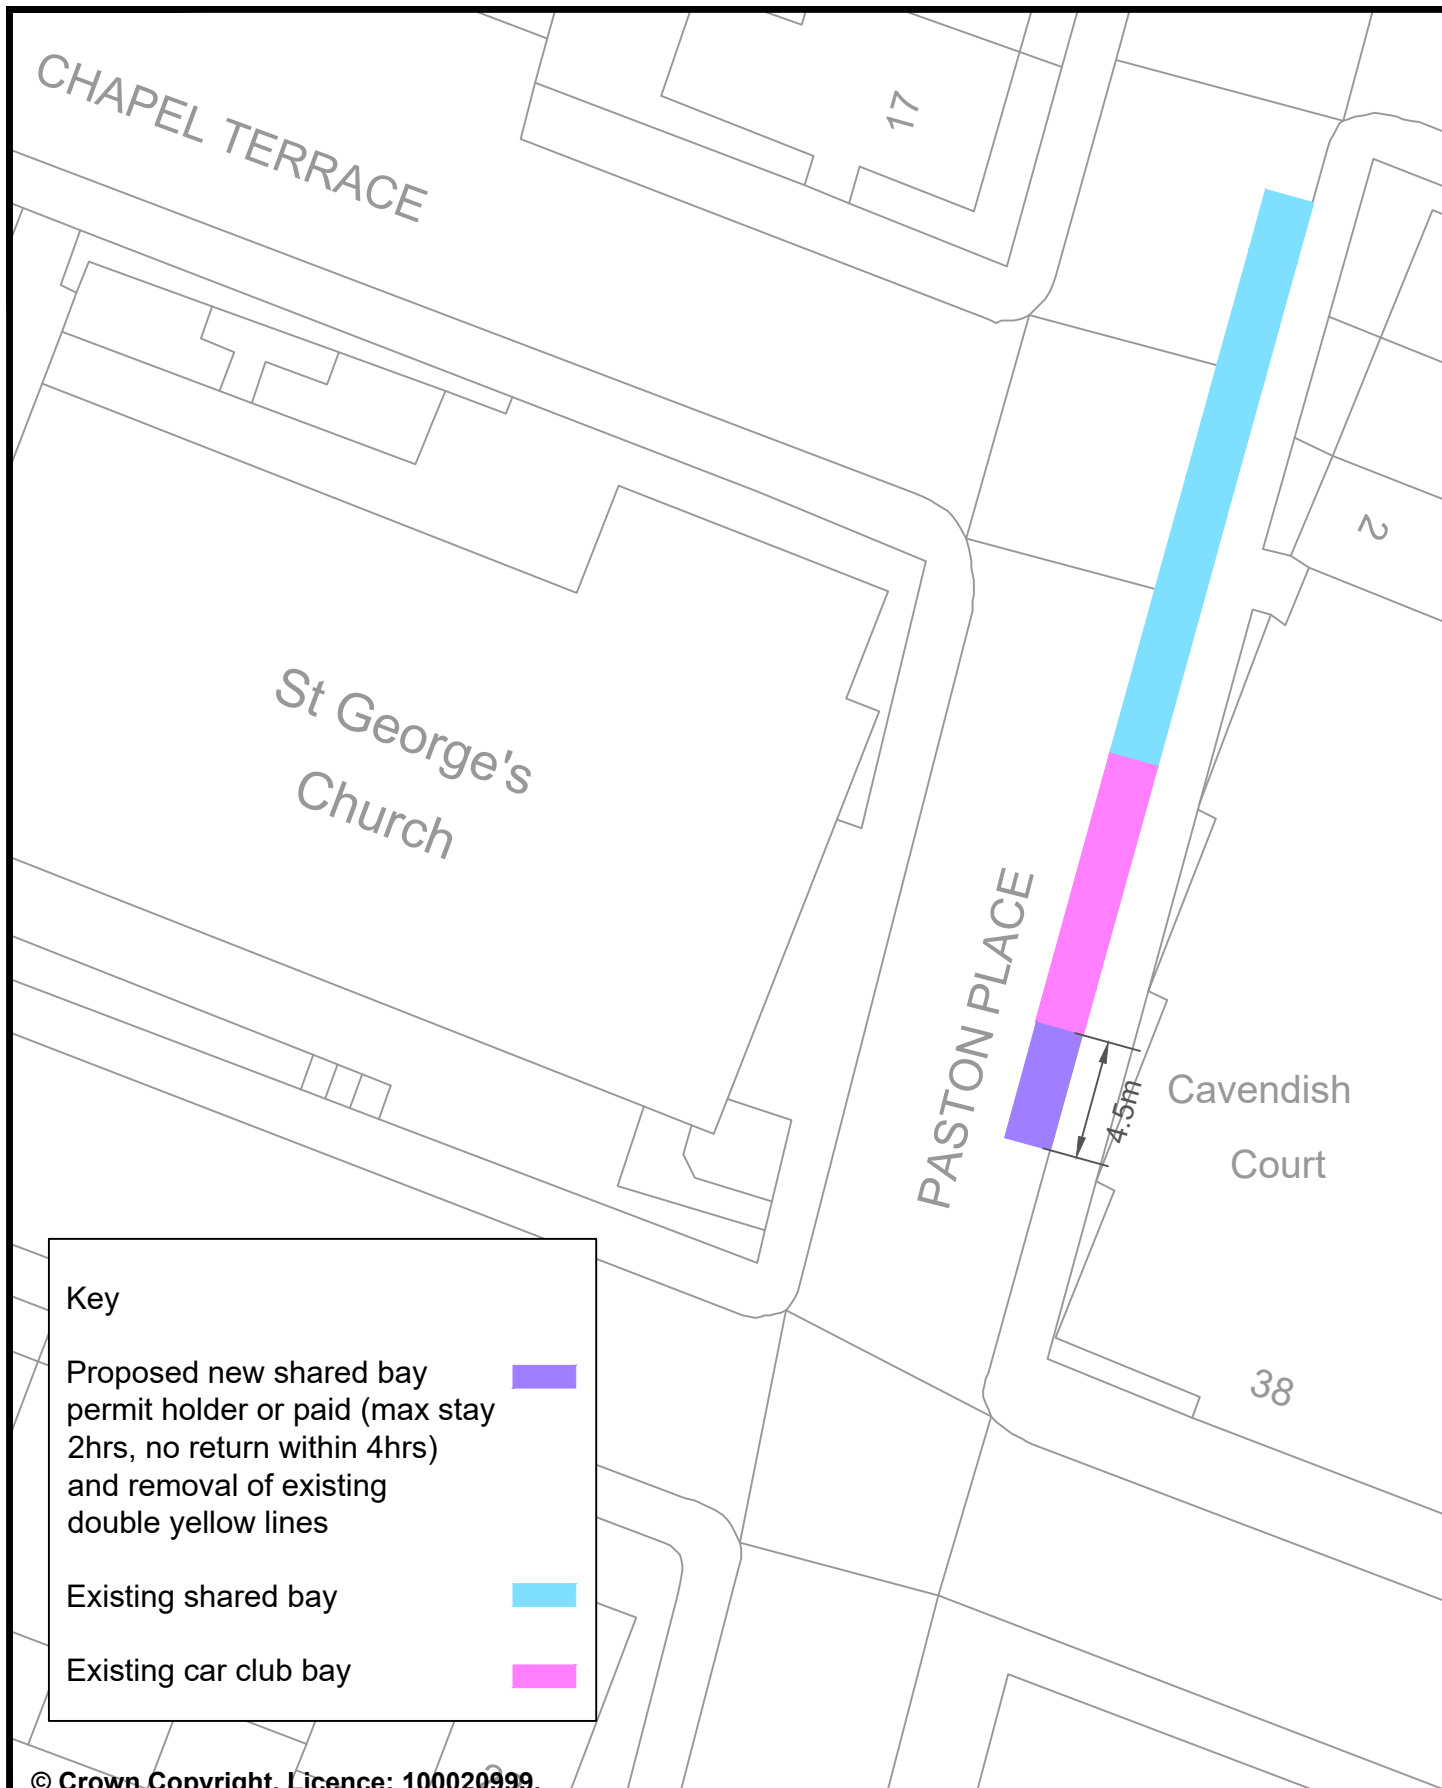 CHAPEL TERRACE
17
2
St George's
Church
PASTON PLACE
4.5m
Cavendish
Court
38
Key
Proposed new shared bay
permit holder or paid (max stay
2hrs, no return within 4hrs)
and removal of existing
double yellow lines
Existing shared bay
Existing car club bay
© Crown Copyright. Licence: 100020999.